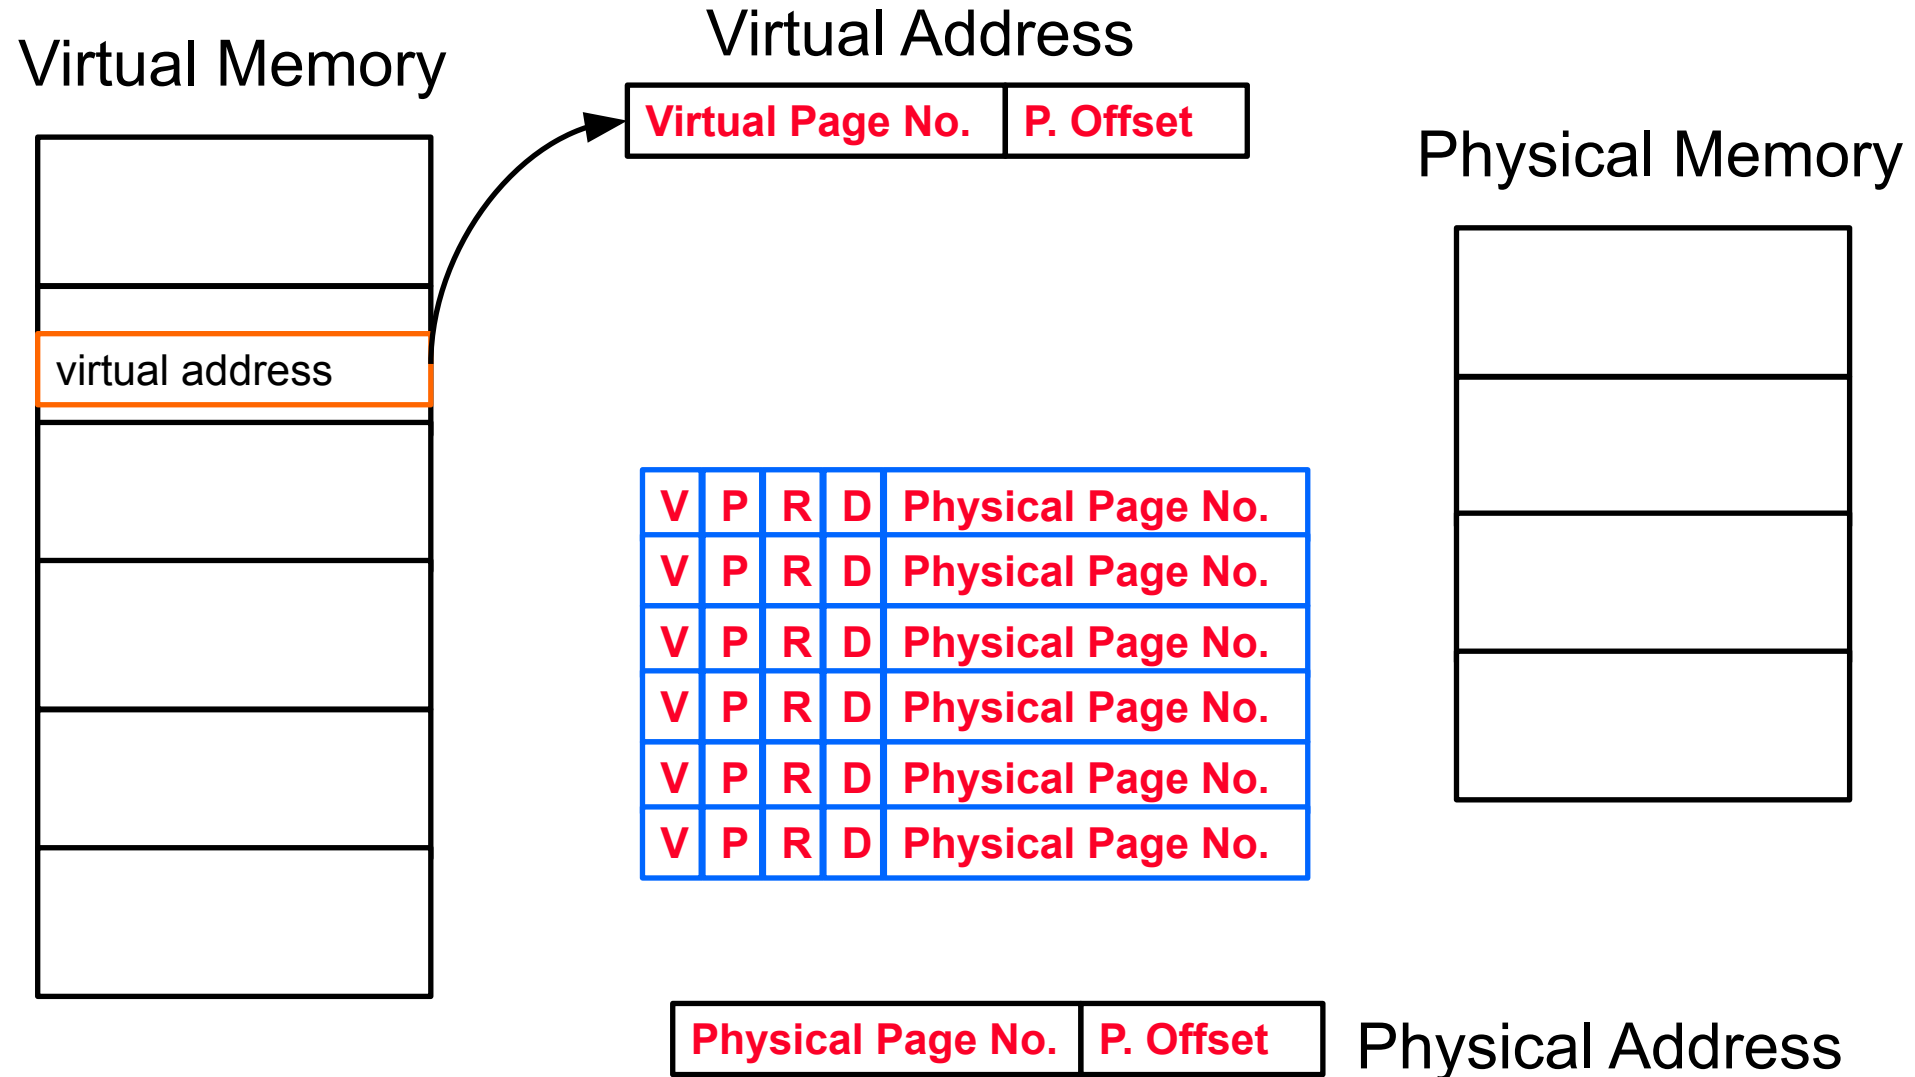 Virtual Memory
Virtual Address
Virtual Page No. P. Offset
Physical Memory
virtual address
V P R D Physical Page No.
V P R D Physical Page No.
V P R D Physical Page No.
V P R D Physical Page No.
V P R D Physical Page No.
V P R D Physical Page No.
Physical Page No. P. Offset
Physical Address